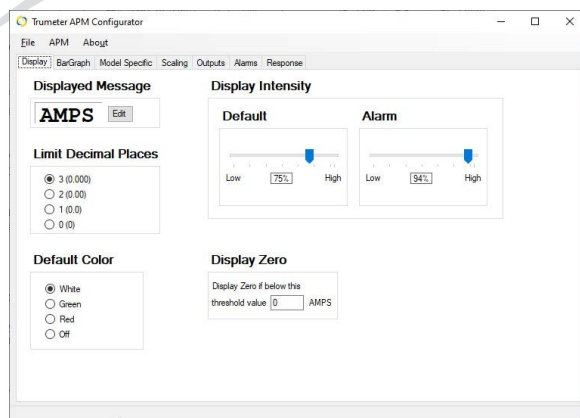 Trumeter APM Configurator
File APM About
Display BarGraph Model Specific Scaling Outputs Alarms Response
Displayed Message
AMPS Edit
Limit Decimal Places
3 (0.000)
2 (0.00)
1 (0.0)
0 (0)
Default Color
White
Green
Red
Off
Display Intensity
Default
Low 75% High
Alarm
Low 94% High
Display Zero
Display Zero if below this
threshold value 0 AMPS